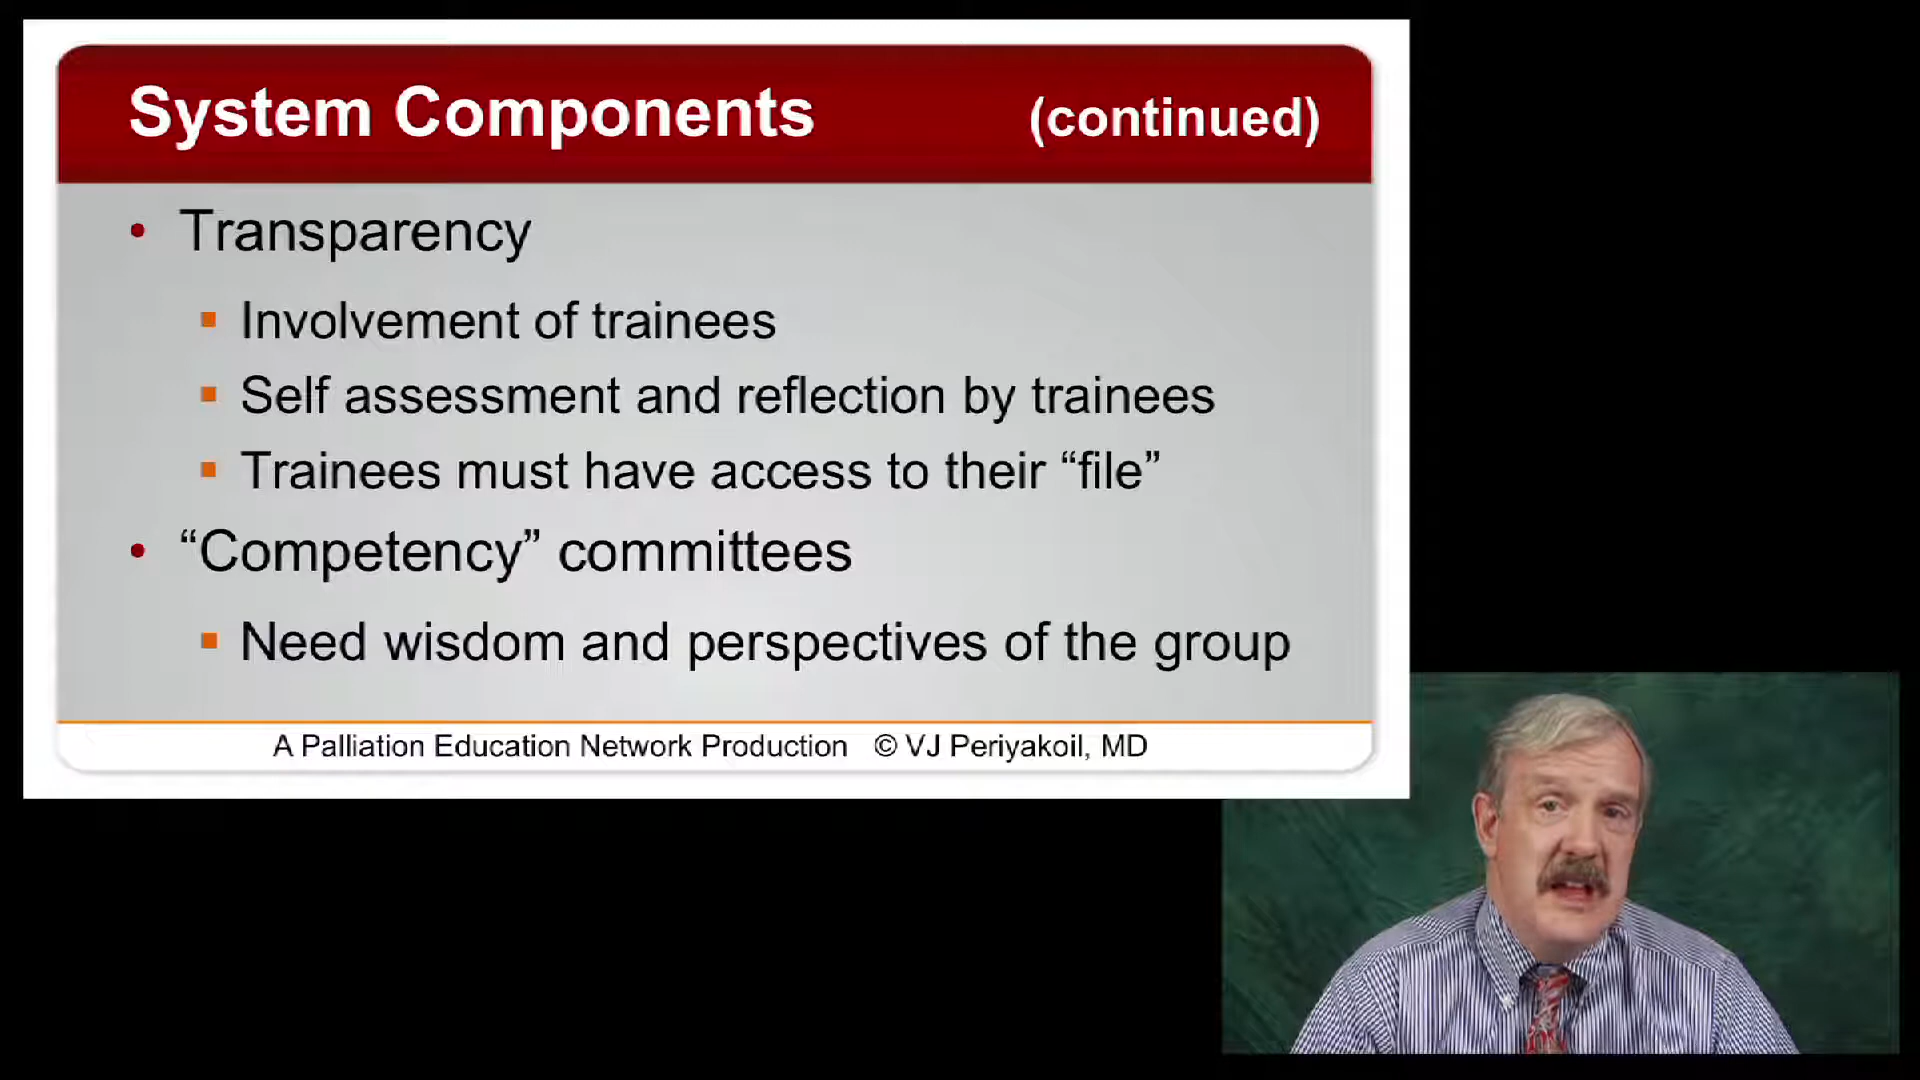 System Components (continued)
• Transparency
▪ Involvement of trainees
▪ Self assessment and reflection by trainees
▪ Trainees must have access to their “file”
• “Competency” committees
▪ Need wisdom and perspectives of the group
A Palliation Education Network Production © VJ Periyakoil, MD